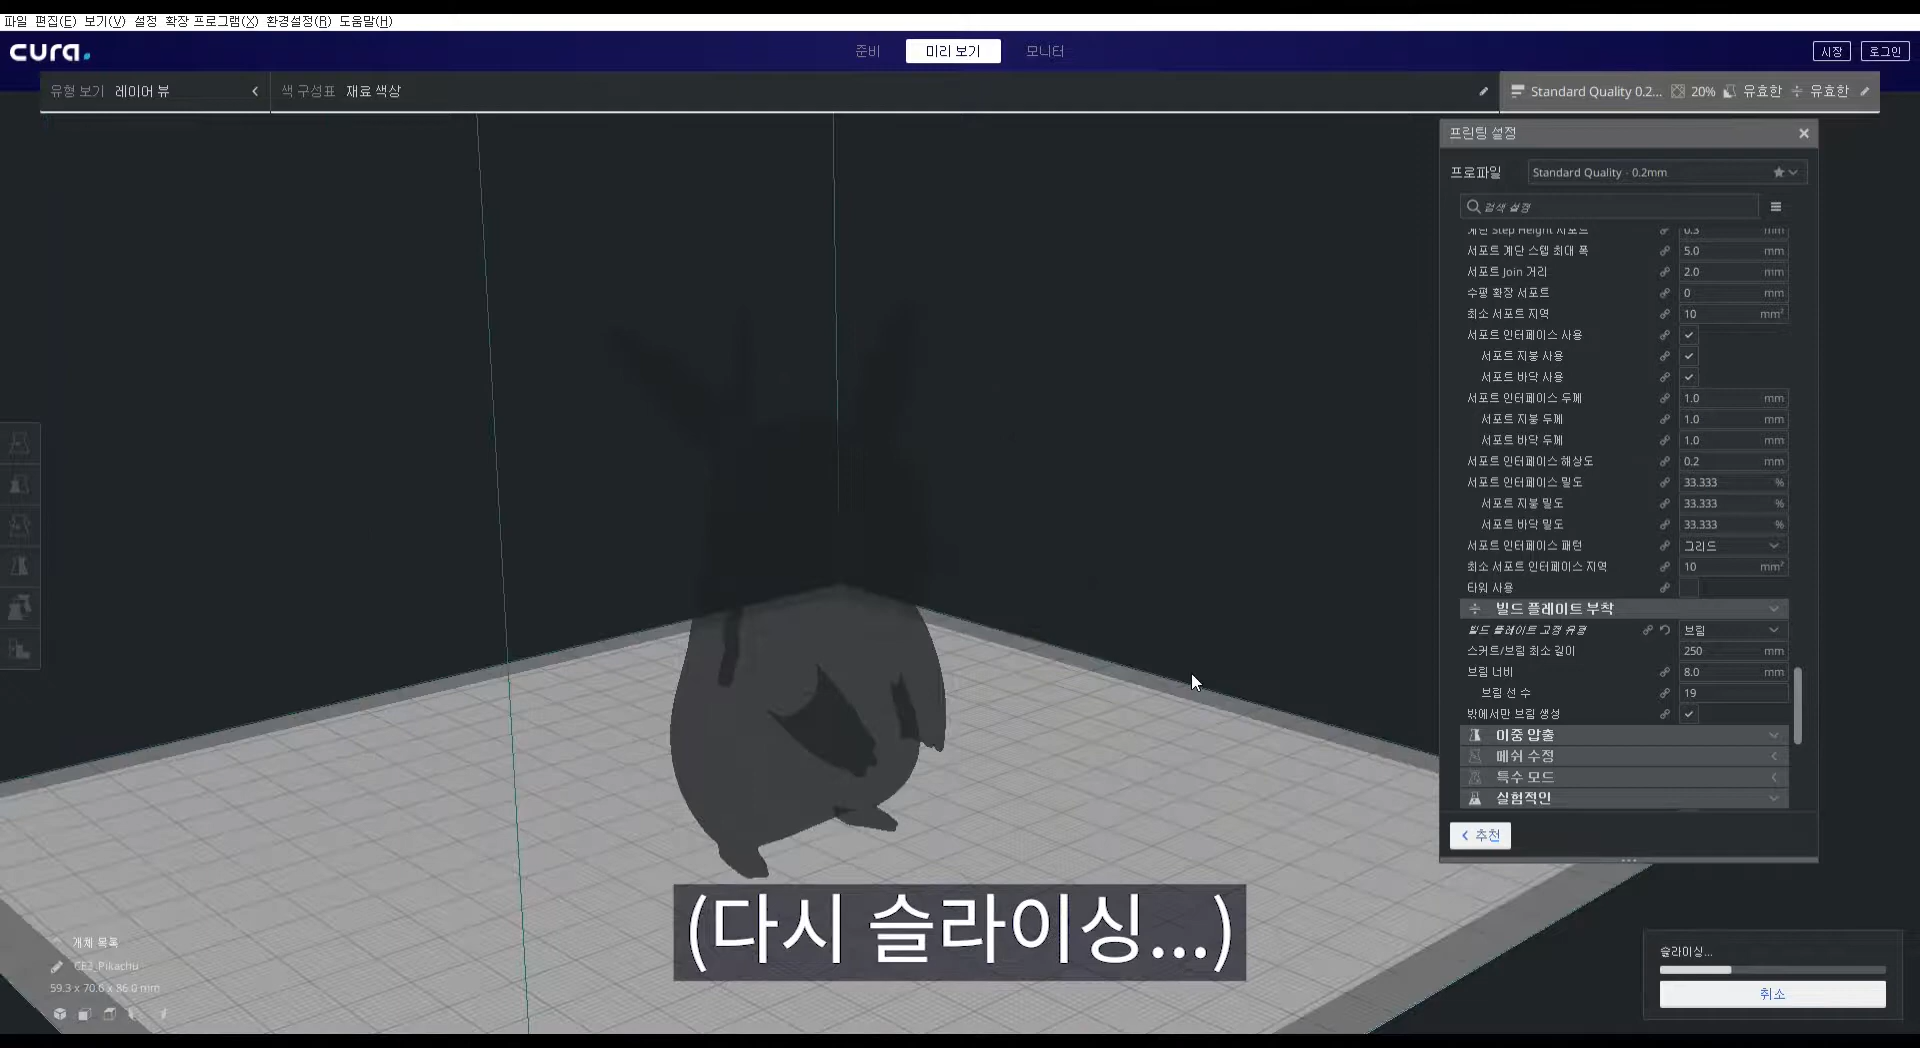 파일 편집(E) 보기(V) 설정 확장 프로그램(X) 환경설정(R) 도움말(H)
cura.
준비 미리 보기 모니터
시장 로그인
유형 보기 레이어 뷰
색 구성표 재료 색상
Standard Quality 0.2... 20% 유효한 유효한
프린팅 설정
프로파일 Standard Quality - 0.2mm
검색 설정
계단 Step Height 서포트 0.3 mm
서포트 계단 스텝 최대 폭 5.0 mm
서포트 Join 거리 2.0 mm
수평 확장 서포트 0 mm
최소 서포트 지역 10 mm²
서포트 인터페이스 사용
서포트 지붕 사용
서포트 바닥 사용
서포트 인터페이스 두께 1.0 mm
서포트 지붕 두께 1.0 mm
서포트 바닥 두께 1.0 mm
서포트 인터페이스 해상도 0.2 mm
서포트 인터페이스 밀도 33.333 %
서포트 지붕 밀도 33.333 %
서포트 바닥 밀도 33.333 %
서포트 인터페이스 패턴 그리드
최소 서포트 인터페이스 지역 10 mm²
타워 사용
빌드 플레이트 부착
빌드 플레이트 고정 유형 브림
스커트/브림 최소 길이 250 mm
브림 너비 8.0 mm
브림 선 수 19
밖에서만 브림 생성
이중 압출
메쉬 수정
특수 모드
실험적인
추천
(다시 슬라이싱...)
개체 목록
CE3_Pikachu
59.3 x 70.6 x 86.0 mm
슬라이싱...
취소